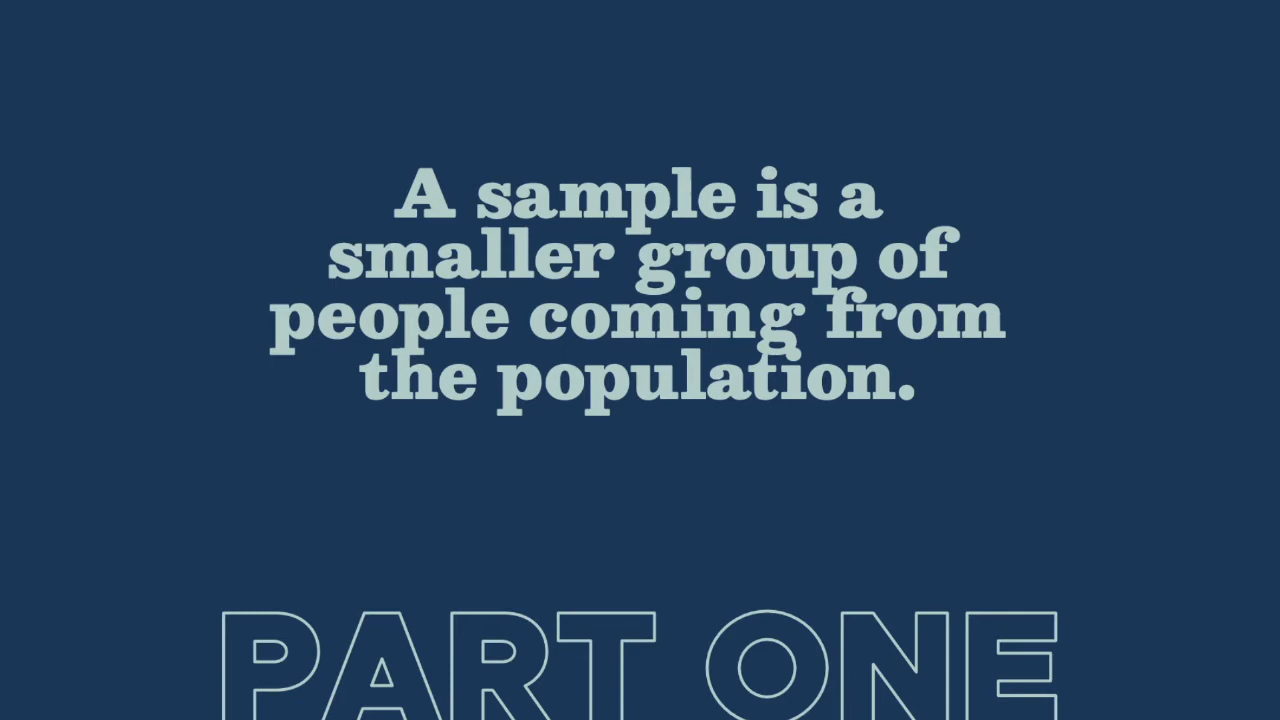 A sample is a
smaller group of
people coming from
the population.
PART ONE